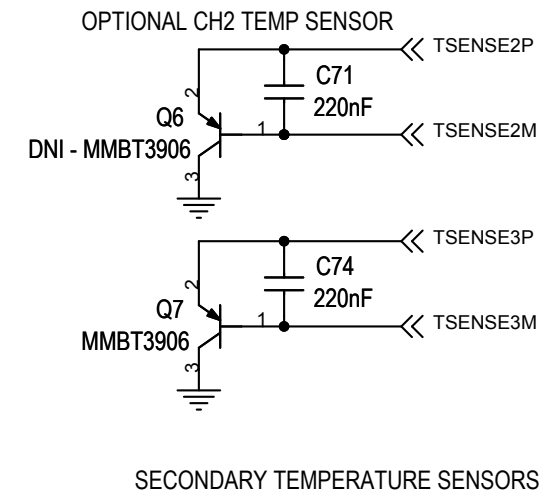 OPTIONAL CH2 TEMP SENSOR
TSENSE2P
C71
220nF
2
Q6
DNI - MMBT3906
1
TSENSE2M
3
TSENSE3P
C74
220nF
2
Q7
MMBT3906
1
TSENSE3M
3
SECONDARY TEMPERATURE SENSORS